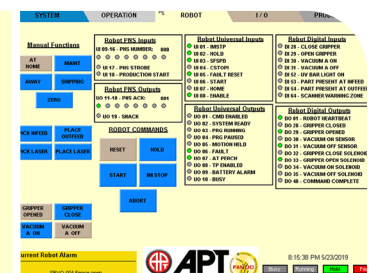 SYSTEM OPERATION ROBOT I / O
Manual Functions
AT HOME MAINT
AWAY SHIPPING
ZERO
PLACE OUTFEED
PLACE LASER
GRIPPER OPENED GRIPPER CLOSE
VACUUM A ON VACUUM A OFF
Robot PNS Inputs
UI 09-16 - PNS NUMBER: 000
UI 17 - PNS STROBE
UI 18 - PRODUCTION START
Robot PNS Outputs
UO 11-18 - PNS ACK: 001
UO 19 - SNACK
ROBOT COMMANDS
RESET HOLD
START IM STOP
ABORT
Robot Universal Inputs
UI 01 - IMSTP
UI 02 - HOLD
UI 03 - SFSPD
UI 04 - CSTOPI
UI 05 - FAULT RESET
UI 06 - START
UI 07 - HOME
UI 08 - ENABLE
Robot Universal Outputs
UO 01 - CMD ENABLED
UO 02 - SYSTEM READY
UO 03 - PRG RUNNING
UO 04 - PRG PAUSED
UO 05 - MOTION HELD
UO 06 - FAULT
UO 07 - AT PERCH
UO 08 - TP ENABLED
UO 09 - BATTERY ALARM
UO 10 - BUSY
Robot Digital Inputs
DI 28 - CLOSE GRIPPER
DI 29 - OPEN GRIPPER
DI 30 - VACUUM A ON
DI 31 - VACUUM A OFF
DI 52 - UV BAR LIGHT ON
DI 53 - PART PRESENT AT INFEED
DI 54 - PART PRESENT AT OUTFEED
DI 64 - SCANNER WARNING ZONE
Robot Digital Outputs
DO 01 - ROBOT HEARTBEAT
DO 28 - GRIPPER CLOSED
DO 29 - GRIPPER OPENED
DO 30 - VACUUM ON SENSOR
DO 31 - VACUUM OFF SENSOR
DO 32 - GRIPPER CLOSE SOLENOID
DO 33 - GRIPPER OPEN SOLENOID
DO 34 - VACUUM ON SOLENOID
DO 35 - VACUUM OFF SOLENOID
DO 48 - COMMAND COMPLETE
urrent Robot Alarm
APT
8:15:38 PM 5/23/2019
Busy Running Hold